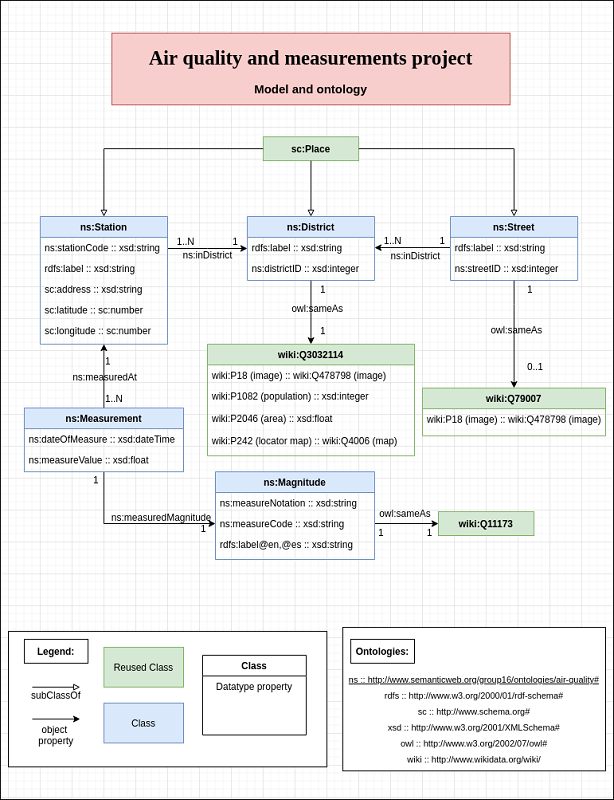 Air quality and measurements project
Model and ontology
sc:Place
ns:Station
ns:stationCode :: xsd:string
rdfs:label :: xsd:string
sc:address :: xsd:string
sc:latitude :: sc:number
sc:longitude :: sc:number
1..N
1
ns:inDistrict
ns:District
rdfs:label :: xsd:string
ns:districtID :: xsd:integer
1..N
1
ns:inDistrict
ns:Street
rdfs:label :: xsd:string
ns:streetID :: xsd:integer
1
owl:sameAs
1
1
owl:sameAs
0..1
wiki:Q3032114
wiki:P18 (image) :: wiki:Q478798 (image)
wiki:P1082 (population) :: xsd:integer
wiki:P2046 (area) :: xsd:float
wiki:P242 (locator map) :: wiki:Q4006 (map)
wiki:Q79007
wiki:P18 (image) :: wiki:Q478798 (image)
1
ns:measuredAt
1..N
ns:Measurement
ns:dateOfMeasure :: xsd:dateTime
ns:measureValue :: xsd:float
1
ns:measuredMagnitude
1
ns:Magnitude
ns:measureNotation :: xsd:string
ns:measureCode :: xsd:string
rdfs:label@en,@es :: xsd:string
owl:sameAs
1
1
wiki:Q11173
Legend:
subClassOf
object
property
Reused Class
Class
Class
Datatype property
Ontologies:
ns :: http://www.semanticweb.org/group16/ontologies/air-quality#
rdfs :: http://www.w3.org/2000/01/rdf-schema#
sc :: http://www.schema.org#
xsd :: http://www.w3.org/2001/XMLSchema#
owl :: http://www.w3.org/2002/07/owl#
wiki :: http://www.wikidata.org/wiki/